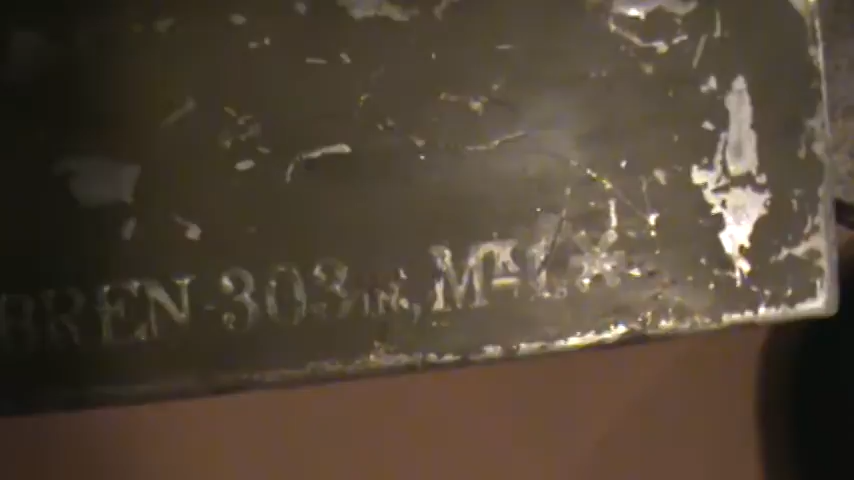 BREN .303 IN, MK I. *